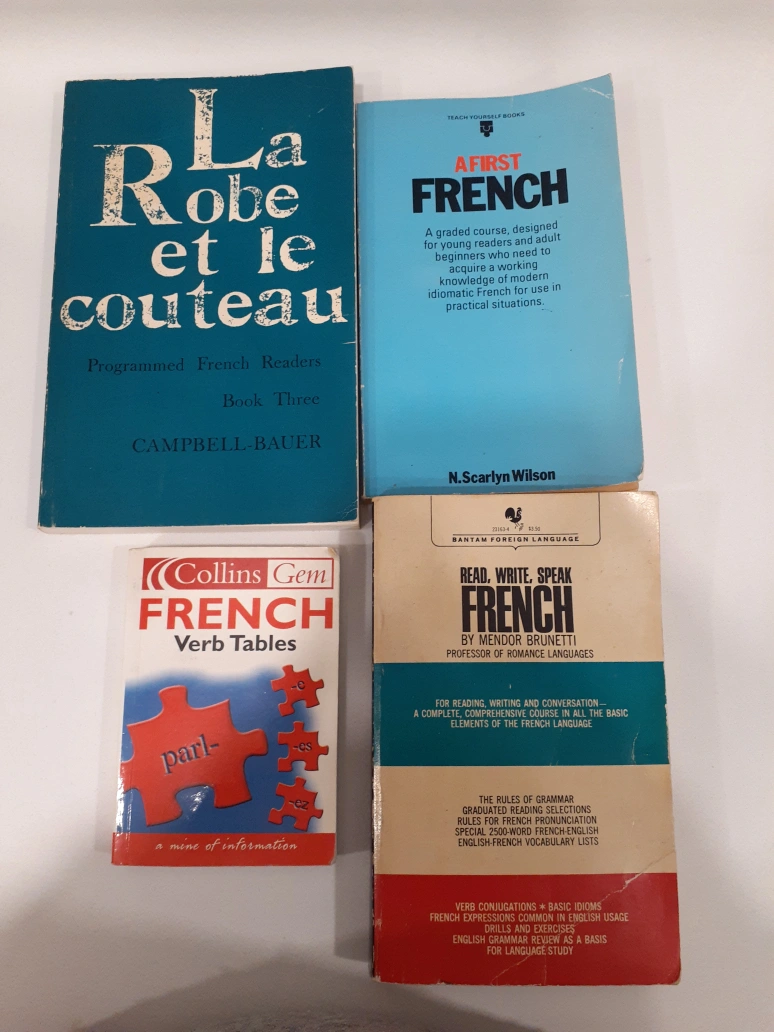 La
Robe
et le
couteau
Programmed French Readers
Book Three
CAMPBELL-BAUER
TEACH YOURSELF BOOKS
A FIRST
FRENCH
A graded course, designed
for young readers and adult
beginners who need to
acquire a working
knowledge of modern
idiomatic French for use in
practical situations.
N. Scarlyn Wilson
Collins Gem
FRENCH
Verb Tables
parl-
-e
-es
-ez
a mine of information
BANTAM FOREIGN LANGUAGE
READ, WRITE, SPEAK
FRENCH
BY MENDOR BRUNETTI
PROFESSOR OF ROMANCE LANGUAGES
FOR READING, WRITING AND CONVERSATION—
A COMPLETE, COMPREHENSIVE COURSE IN ALL THE BASIC
ELEMENTS OF THE FRENCH LANGUAGE
THE RULES OF GRAMMAR
GRADUATED READING SELECTIONS
RULES FOR FRENCH PRONUNCIATION
SPECIAL 2500-WORD FRENCH-ENGLISH
ENGLISH-FRENCH VOCABULARY LISTS
VERB CONJUGATIONS * BASIC IDIOMS
FRENCH EXPRESSIONS COMMON IN ENGLISH USAGE
DRILLS AND EXERCISES
ENGLISH GRAMMAR REVIEW AS A BASIS
FOR LANGUAGE STUDY